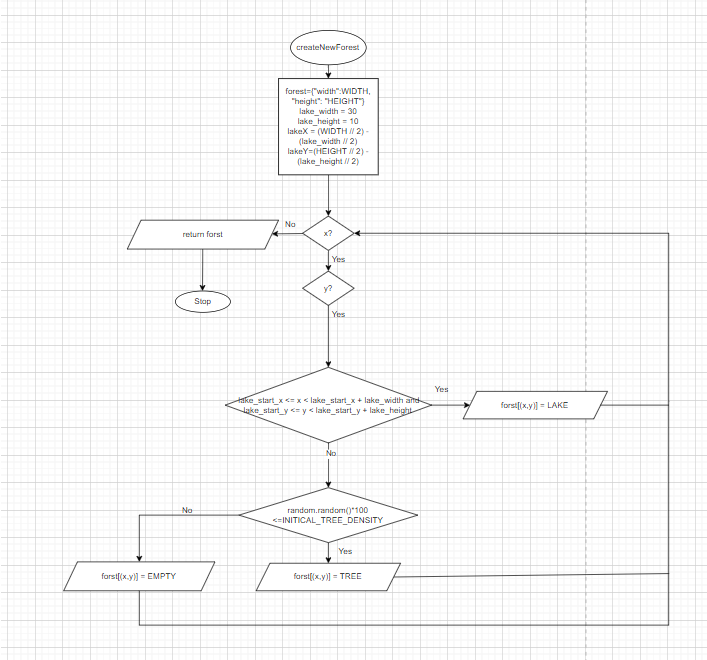 createNewForest
forest={"width":WIDTH,
"height": "HEIGHT"}
lake_width = 30
lake_height = 10
lakeX = (WIDTH // 2) -
(lake_width // 2)
lakeY=(HEIGHT // 2) -
(lake_height // 2)
No
return forst
x?
Yes
y?
Stop
Yes
Yes
lake_start_x <= x < lake_start_x + lake_width and
lake_start_y <= y < lake_start_y + lake_height
forst[(x,y)] = LAKE
No
No
random.random()*100
<=INITICAL_TREE_DENSITY
Yes
forst[(x,y)] = EMPTY
forst[(x,y)] = TREE